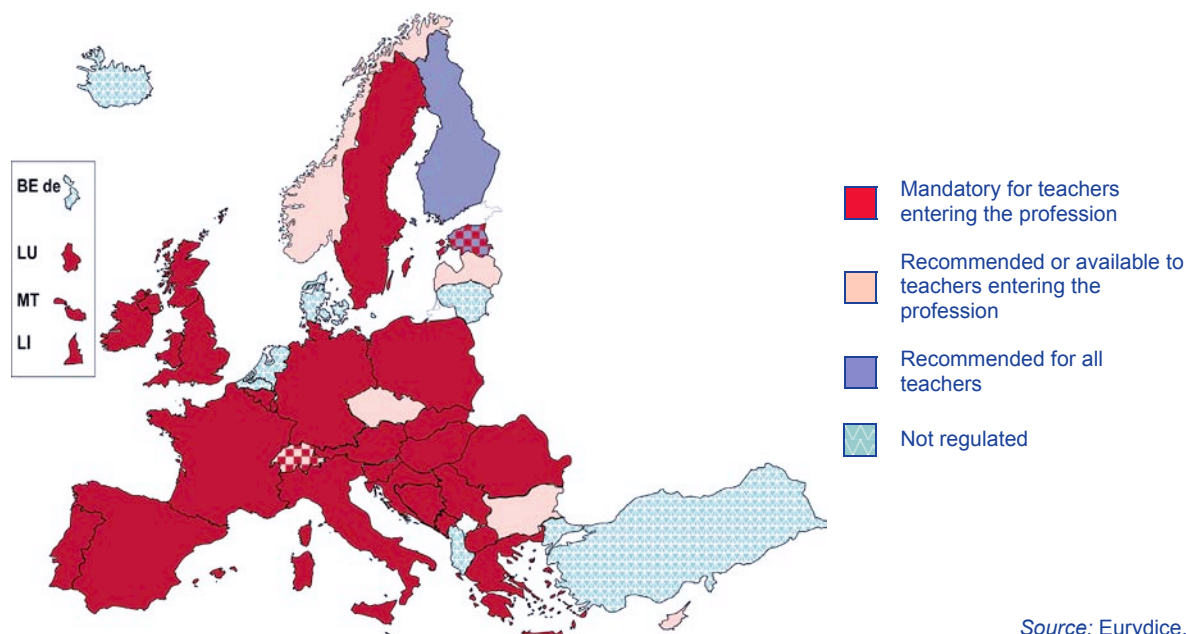 BE de
LU
MT
LI
Mandatory for teachers
entering the profession
Recommended or available to
teachers entering the
profession
Recommended for all
teachers
Not regulated
Source: Eurydice.